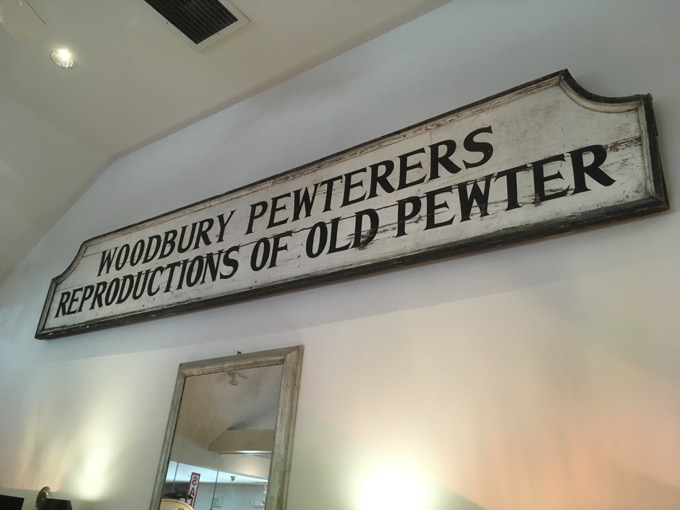 WOODBURY PEWTERERS
REPRODUCTIONS OF OLD PEWTER